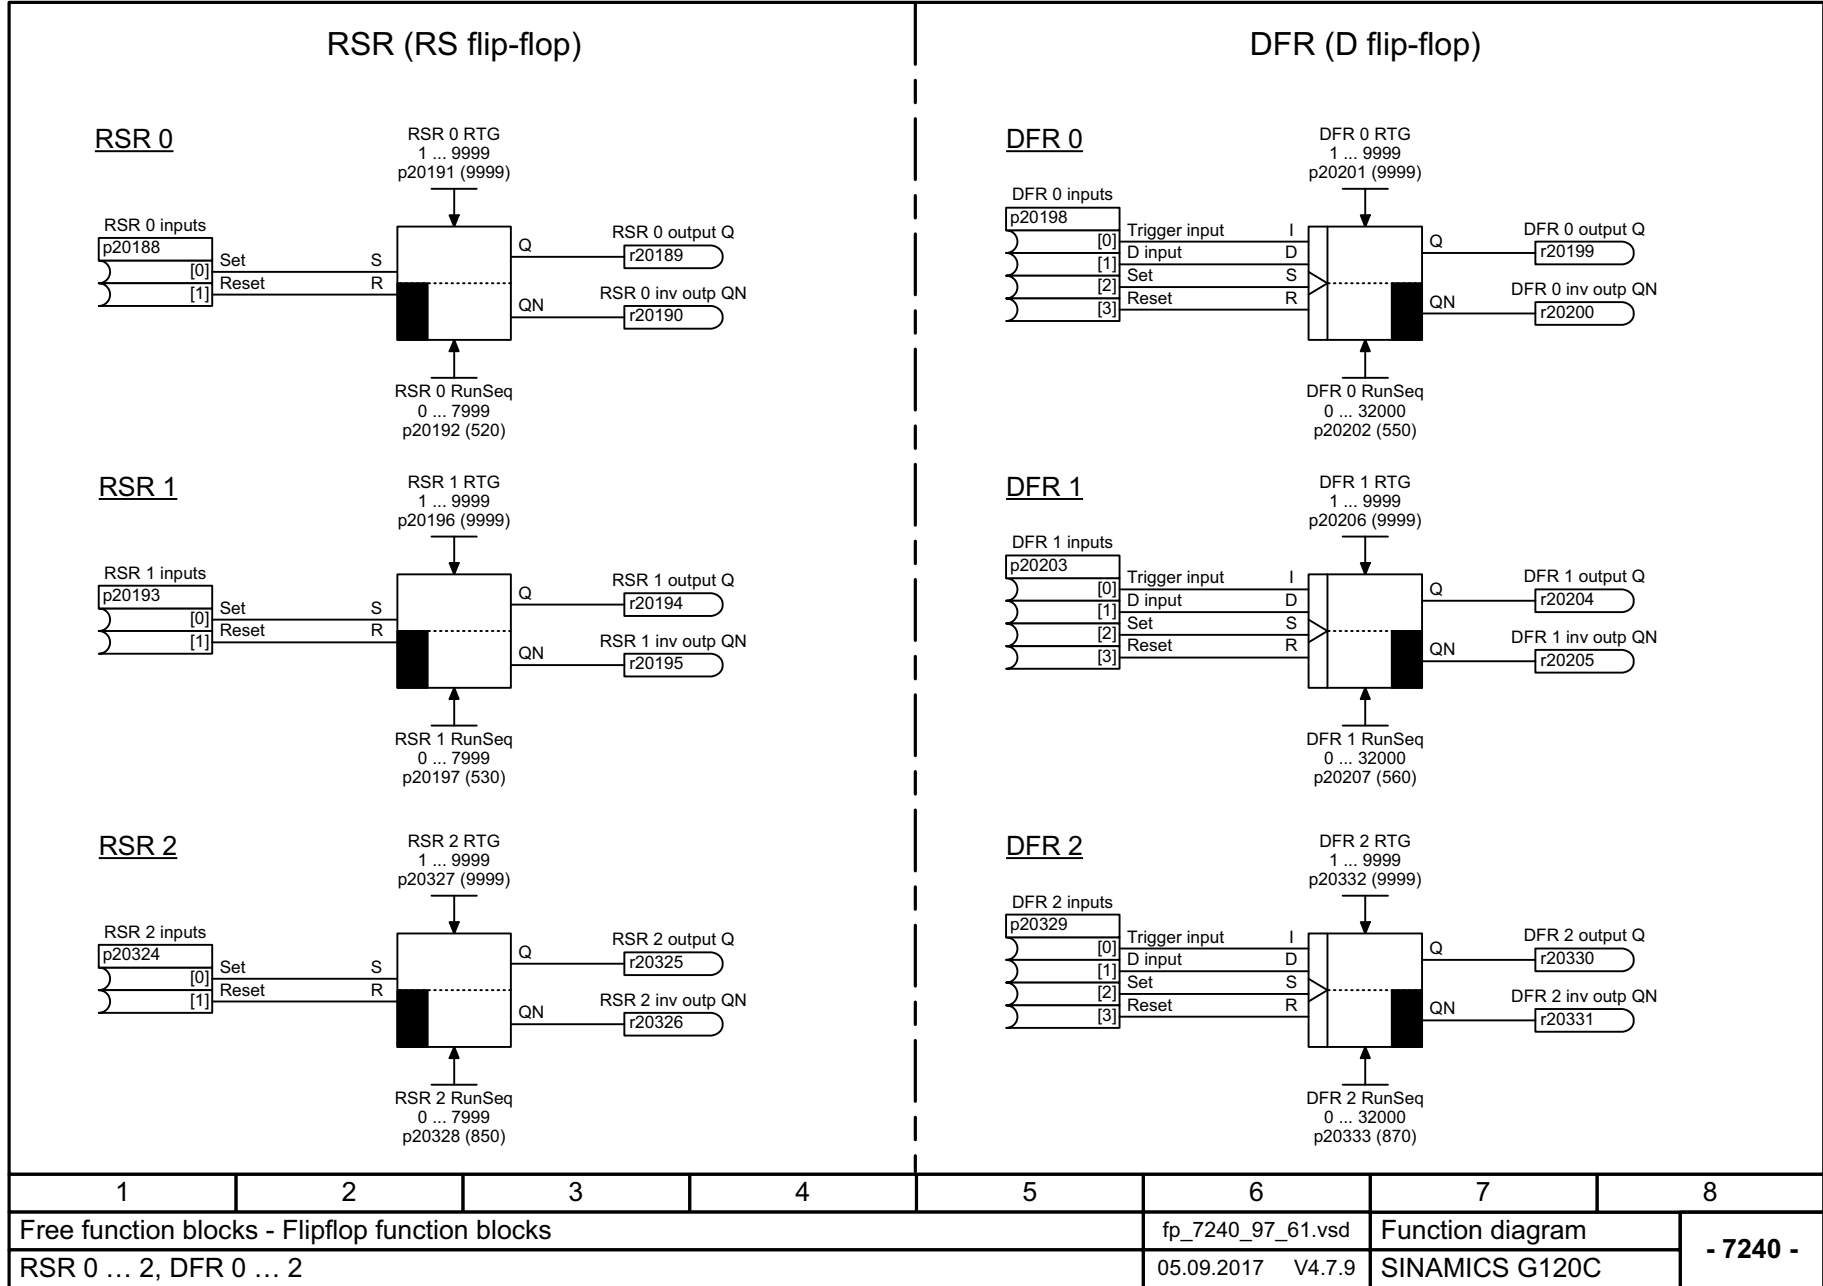 RSR (RS flip-flop)
RSR 0
RSR 0 RTG
1 ... 9999
p20191 (9999)
RSR 0 inputs
p20188
[0]
[1]
Set
Reset
S
R
Q
QN
RSR 0 output Q
r20189
RSR 0 inv outp QN
r20190
RSR 0 RunSeq
0 ... 7999
p20192 (520)
RSR 1
RSR 1 RTG
1 ... 9999
p20196 (9999)
RSR 1 inputs
p20193
[0]
[1]
Set
Reset
S
R
Q
QN
RSR 1 output Q
r20194
RSR 1 inv outp QN
r20195
RSR 1 RunSeq
0 ... 7999
p20197 (530)
RSR 2
RSR 2 RTG
1 ... 9999
p20327 (9999)
RSR 2 inputs
p20324
[0]
[1]
Set
Reset
S
R
Q
QN
RSR 2 output Q
r20325
RSR 2 inv outp QN
r20326
RSR 2 RunSeq
0 ... 7999
p20328 (850)
DFR (D flip-flop)
DFR 0
DFR 0 RTG
1 ... 9999
p20201 (9999)
DFR 0 inputs
p20198
[0]
[1]
[2]
[3]
Trigger input
D input
Set
Reset
I
D
S
R
Q
QN
DFR 0 output Q
r20199
DFR 0 inv outp QN
r20200
DFR 0 RunSeq
0 ... 32000
p20202 (550)
DFR 1
DFR 1 RTG
1 ... 9999
p20206 (9999)
DFR 1 inputs
p20203
[0]
[1]
[2]
[3]
Trigger input
D input
Set
Reset
I
D
S
R
Q
QN
DFR 1 output Q
r20204
DFR 1 inv outp QN
r20205
DFR 1 RunSeq
0 ... 32000
p20207 (560)
DFR 2
DFR 2 RTG
1 ... 9999
p20332 (9999)
DFR 2 inputs
p20329
[0]
[1]
[2]
[3]
Trigger input
D input
Set
Reset
I
D
S
R
Q
QN
DFR 2 output Q
r20330
DFR 2 inv outp QN
r20331
DFR 2 RunSeq
0 ... 32000
p20333 (870)
1 2 3 4 5 6 7 8
Free function blocks - Flipflop function blocks
fp_7240_97_61.vsd
Function diagram
- 7240 -
RSR 0 … 2, DFR 0 … 2
05.09.2017 V4.7.9
SINAMICS G120C